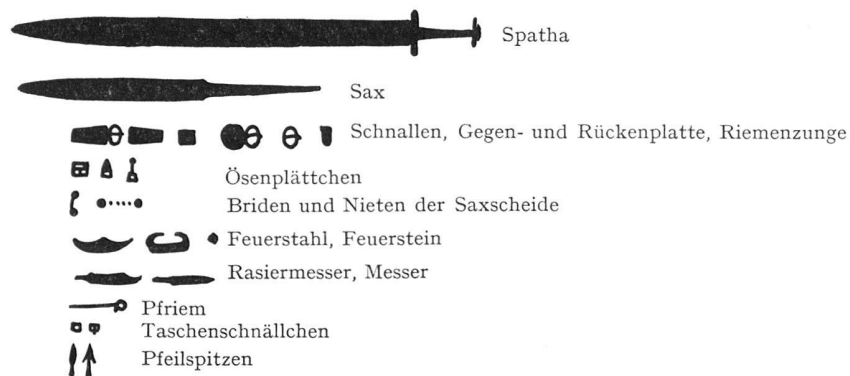 Spatha
Sax
Schnallen, Gegen- und Rückenplatte, Riemenzunge
Ösenplättchen
Briden und Nieten der Saxscheide
Feuerstahl, Feuerstein
Rasiermesser, Messer
Pfriem
Taschenschnällchen
Pfeilspitzen